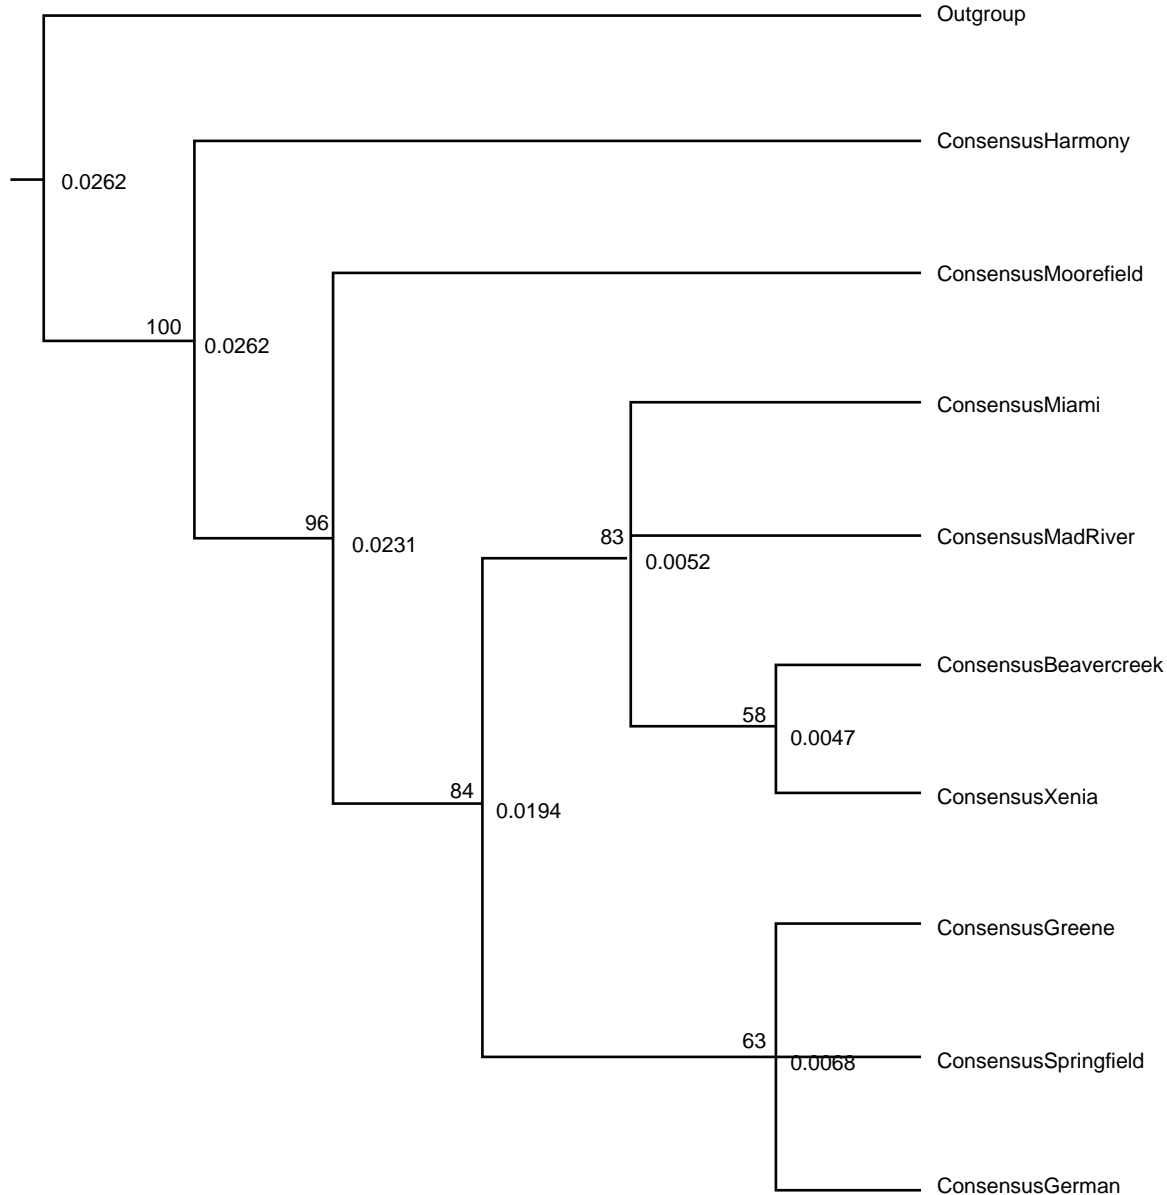 Outgroup
ConsensusHarmony
0.0262
ConsensusMoorefield
100
0.0262
ConsensusMiami
96
0.0231
83
ConsensusMadRiver
0.0052
ConsensusBeavercreek
58
0.0047
84
ConsensusXenia
0.0194
ConsensusGreene
63
0.0068
ConsensusSpringfield
ConsensusGerman